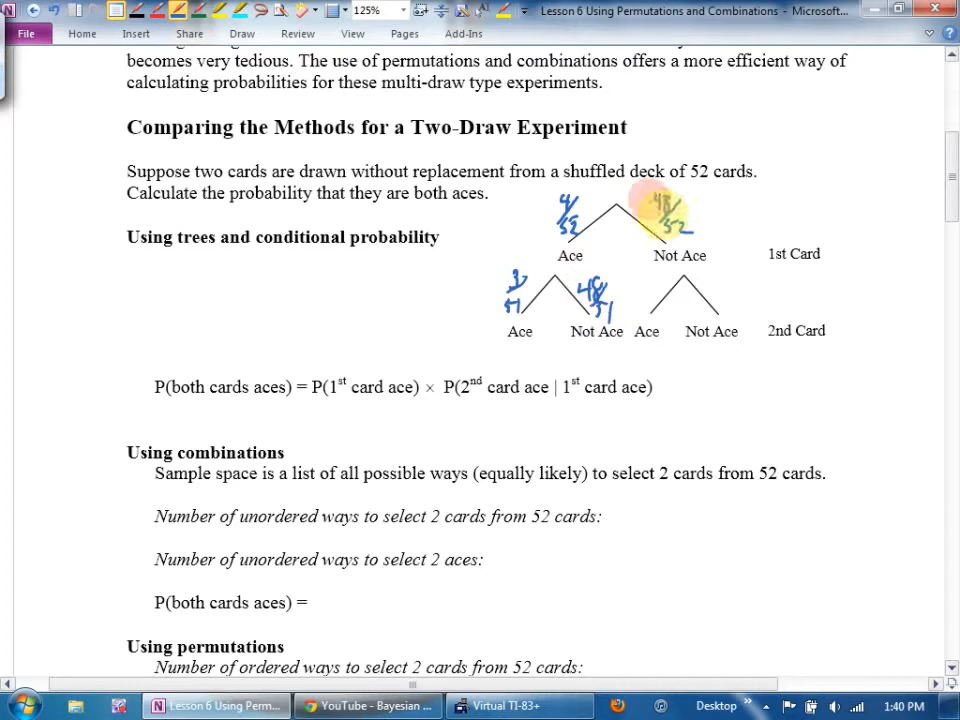 125%
Lesson 6 Using Permutations and Combinations - Microsoft...
File Home Insert Share Draw Review View Pages Add-Ins
becomes very tedious. The use of permutations and combinations offers a more efficient way of
calculating probabilities for these multi-draw type experiments.
Comparing the Methods for a Two-Draw Experiment
Suppose two cards are drawn without replacement from a shuffled deck of 52 cards.
Calculate the probability that they are both aces.
4/52 48/52
Using trees and conditional probability
Ace Not Ace 1st Card
3/51 48/51
Ace Not Ace Ace Not Ace 2nd Card
P(both cards aces) = P(1st card ace) × P(2nd card ace | 1st card ace)
Using combinations
Sample space is a list of all possible ways (equally likely) to select 2 cards from 52 cards.
Number of unordered ways to select 2 cards from 52 cards:
Number of unordered ways to select 2 aces:
P(both cards aces) =
Using permutations
Number of ordered ways to select 2 cards from 52 cards:
Lesson 6 Using Perm... YouTube - Bayesian ... Virtual TI-83+ Desktop 1:40 PM